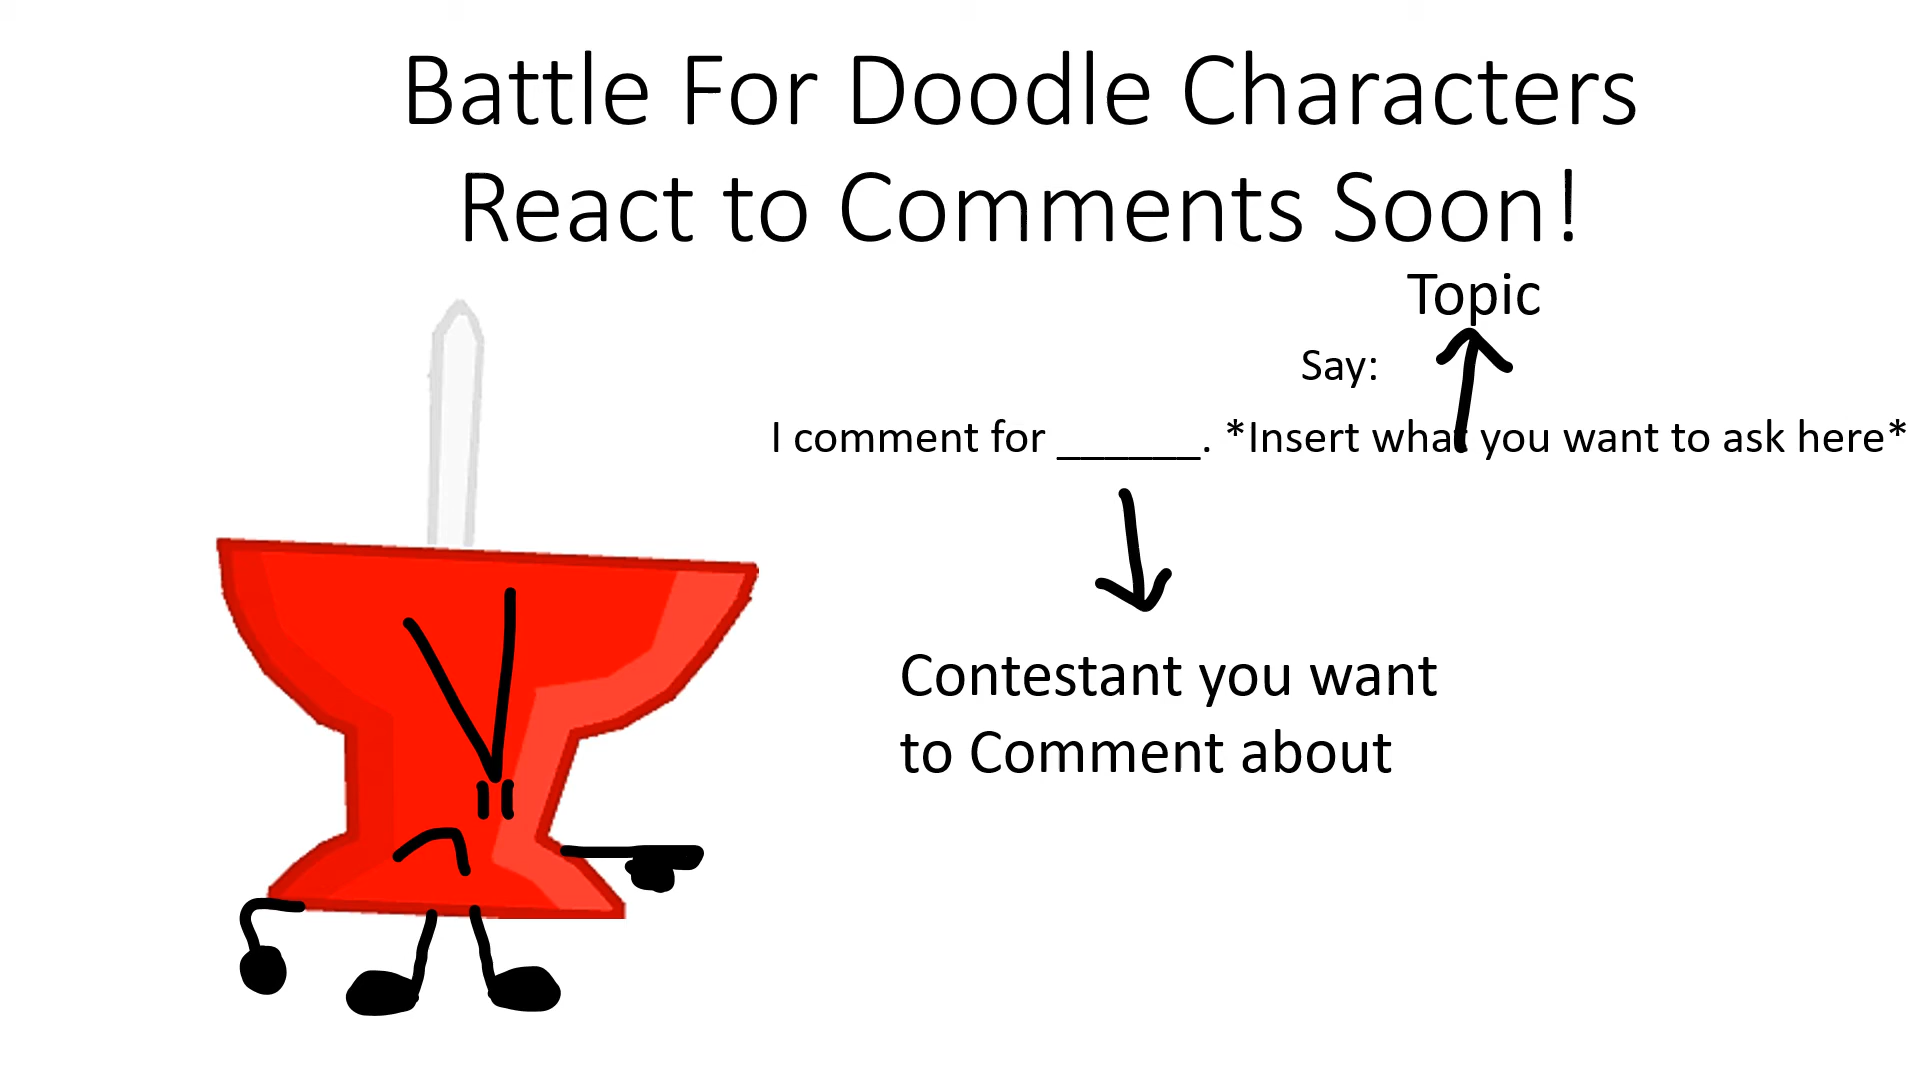 Battle For Doodle Characters
React to Comments Soon!
Topic
Say:
I comment for ______. *Insert what you want to ask here*
Contestant you want
to Comment about